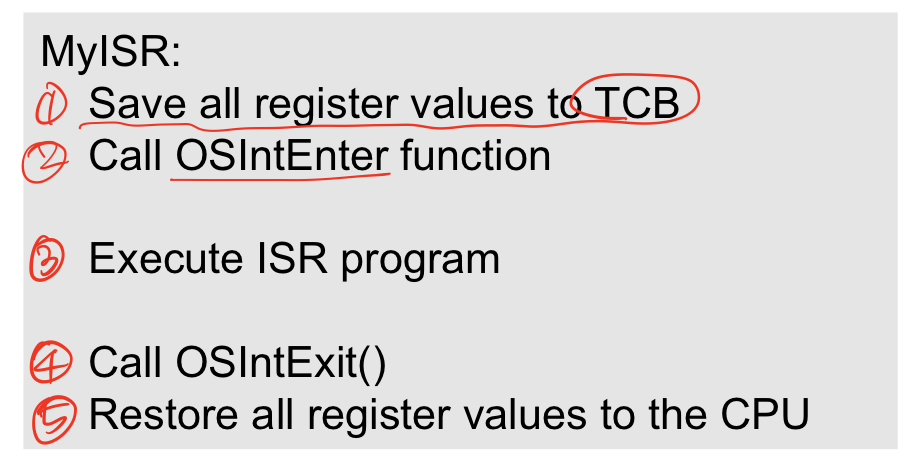 MyISR:
① Save all register values to TCB
② Call OSIntEnter function
③ Execute ISR program
④ Call OSIntExit()
⑤ Restore all register values to the CPU